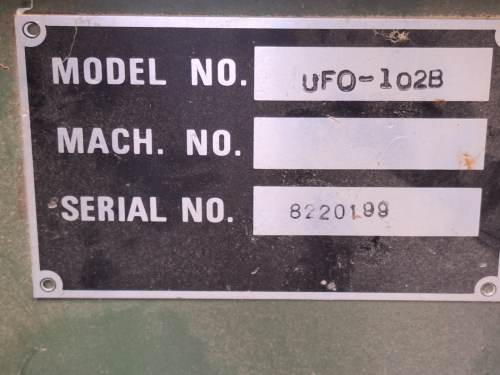 MODEL NO. UFO-102B
MACH. NO.
SERIAL NO. 8220199